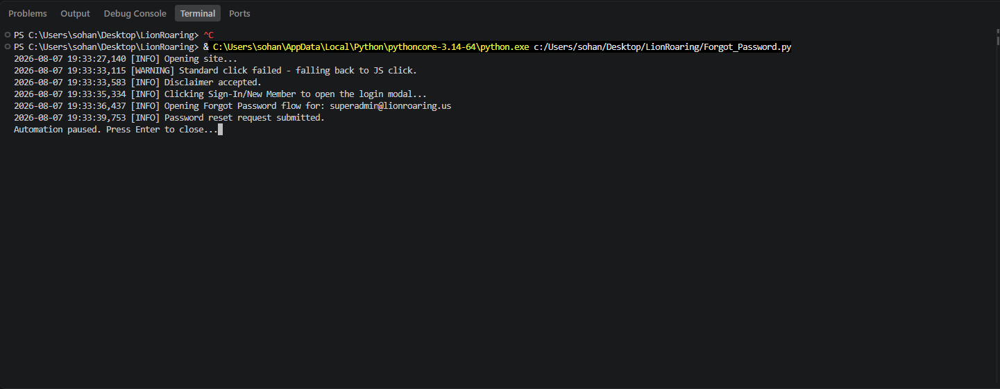 Problems Output Debug Console Terminal Ports
PS C:\Users\sohan\Desktop\LionRoaring> ^C
PS C:\Users\sohan\Desktop\LionRoaring> & C:\Users\sohan\AppData\Local\Python\pythoncore-3.14-64\python.exe c:/Users/sohan/Desktop/LionRoaring/Forgot_Password.py
2026-08-07 19:33:27,140 [INFO] Opening site...
2026-08-07 19:33:33,115 [WARNING] Standard click failed - falling back to JS click.
2026-08-07 19:33:33,583 [INFO] Disclaimer accepted.
2026-08-07 19:33:35,334 [INFO] Clicking Sign-In/New Member to open the login modal...
2026-08-07 19:33:36,437 [INFO] Opening Forgot Password flow for: superadmin@lionroaring.us
2026-08-07 19:33:39,753 [INFO] Password reset request submitted.
Automation paused. Press Enter to close...